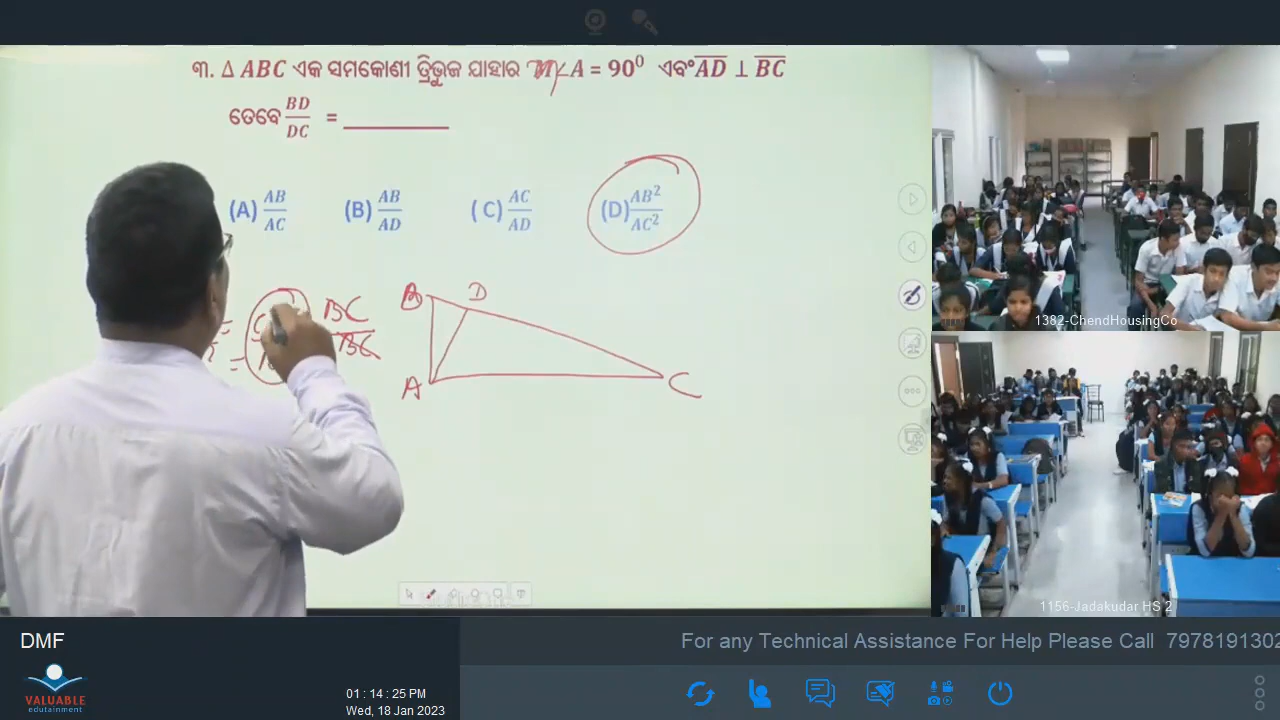 ୩. Δ ABC ଏକ ସମକୋଣୀ ତ୍ରିଭୁଜ ଯାହାର m∠A = 90⁰ ଏବଂ AD ⊥ BC
ତେବେ BD/DC = ________
(A) AB/AC (B) AB/AD (C) AC/AD (D) AB²/AC²
B D
A C
BC
BC
1382-ChendHousingCo
1156-Jadakudar HS 2
DMF
For any Technical Assistance For Help Please Call 7978191302
VALUABLE
edutainment
01 : 14 : 25 PM
Wed, 18 Jan 2023